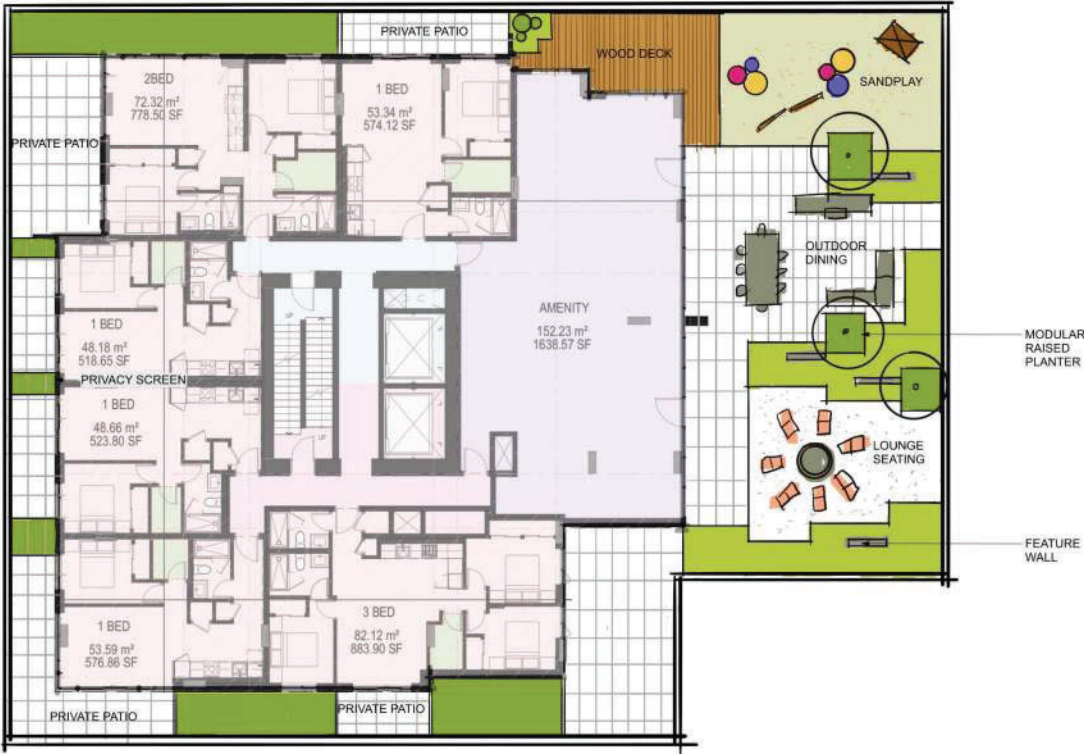 PRIVATE PATIO
WOOD DECK
2BED
72.32 m²
778.50 SF
1 BED
53.34 m²
574.12 SF
SANDPLAY
PRIVATE PATIO
OUTDOOR
DINING
1 BED
48.18 m²
518.65 SF
AMENITY
152.23 m²
1638.57 SF
MODULAR
RAISED
PLANTER
PRIVACY SCREEN
1 BED
48.66 m²
523.80 SF
LOUNGE
SEATING
FEATURE
WALL
1 BED
53.59 m²
576.86 SF
3 BED
82.12 m²
883.90 SF
PRIVATE PATIO
PRIVATE PATIO